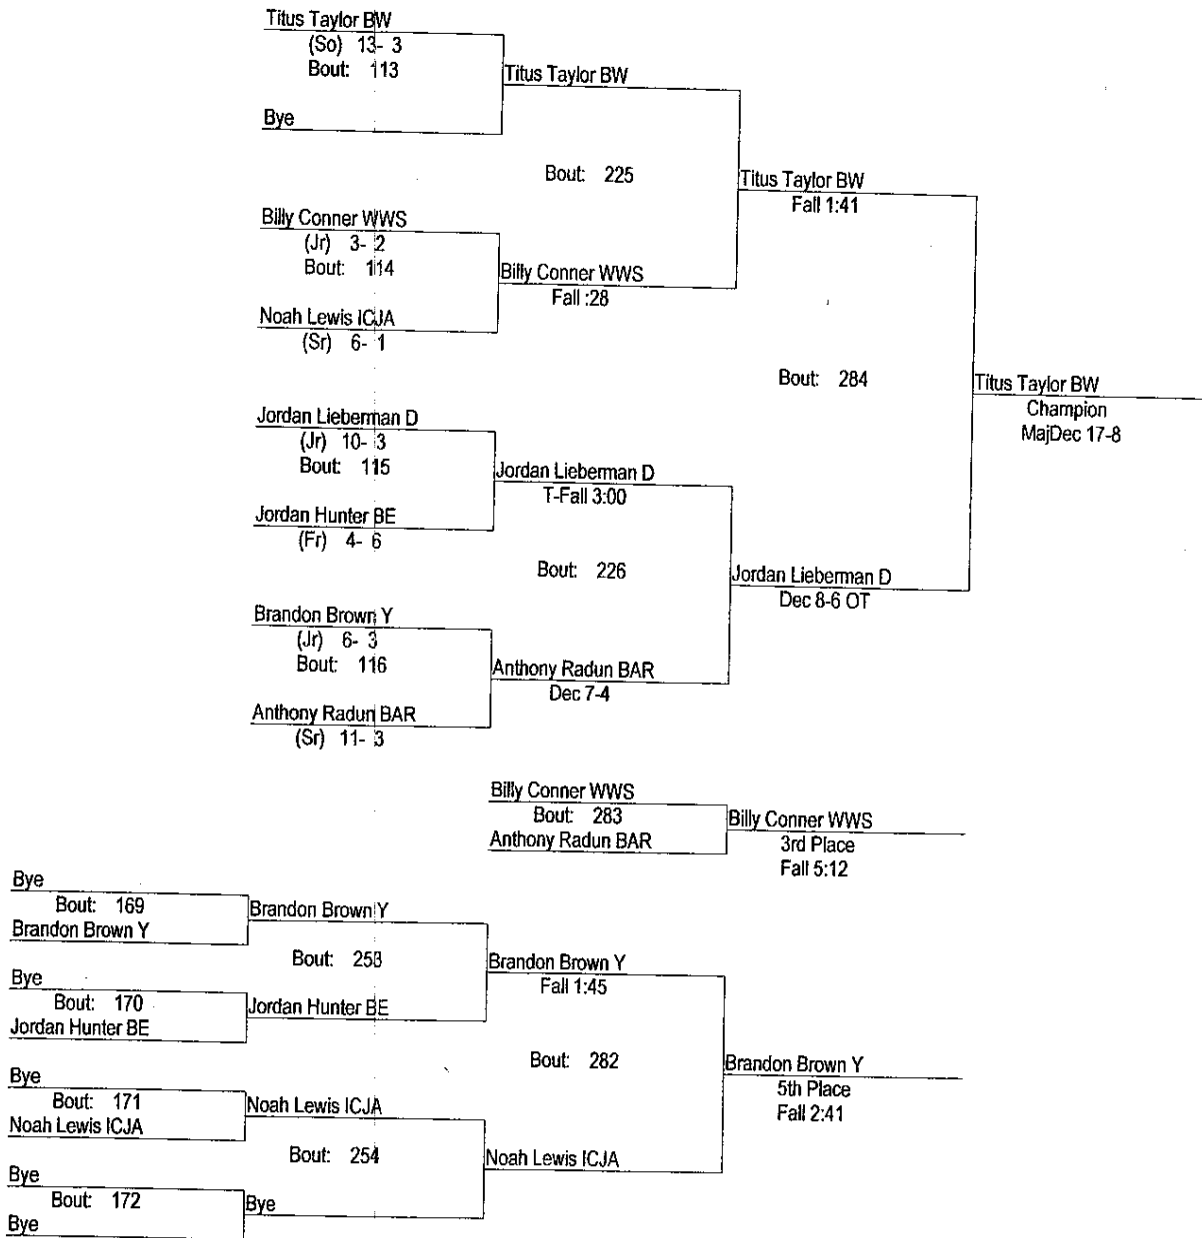 Titus Taylor BW
(So) 13- 3
Bout: 113
Titus Taylor BW
Bye
Bout: 225
Titus Taylor BW
Fall 1:41
Billy Conner WWS
(Jr) 3- 2
Bout: 114
Billy Conner WWS
Fall :28
Noah Lewis ICJA
(Sr) 6- 1
Bout: 284
Titus Taylor BW
Champion
MajDec 17-8
Jordan Lieberman D
(Jr) 10- 3
Bout: 115
Jordan Lieberman D
T-Fall 3:00
Jordan Hunter BE
(Fr) 4- 6
Bout: 226
Jordan Lieberman D
Dec 8-6 OT
Brandon Brown Y
(Jr) 6- 3
Bout: 116
Anthony Radun BAR
Dec 7-4
Anthony Radun BAR
(Sr) 11- 3
Billy Conner WWS
Bout: 283
Anthony Radun BAR
Billy Conner WWS
3rd Place
Fall 5:12
Bye
Bout: 169
Brandon Brown Y
Brandon Brown Y
Bout: 253
Brandon Brown Y
Fall 1:45
Bye
Bout: 170
Jordan Hunter BE
Jordan Hunter BE
Bout: 282
Brandon Brown Y
5th Place
Fall 2:41
Bye
Bout: 171
Noah Lewis ICJA
Noah Lewis ICJA
Bout: 254
Noah Lewis ICJA
Bye
Bout: 172
Bye
Bye